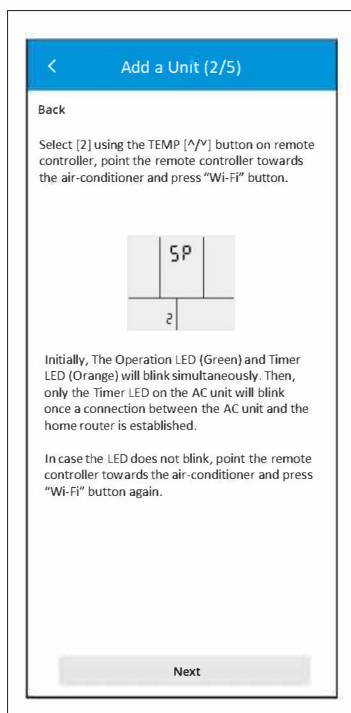 Add a Unit (2/5)
Back
Select [2] using the TEMP [^/˅] button on remote
controller, point the remote controller towards
the air-conditioner and press “Wi-Fi” button.
SP
2
Initially, The Operation LED (Green) and Timer
LED (Orange) will blink simultaneously. Then,
only the Timer LED on the AC unit will blink
once a connection between the AC unit and the
home router is established.
In case the LED does not blink, point the remote
controller towards the air-conditioner and press
“Wi-Fi” button again.
Next